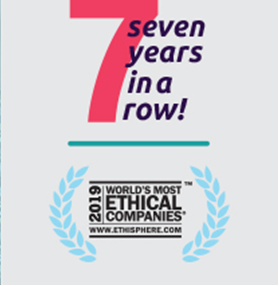 7 seven
years
in a
row!
2019 WORLD'S MOST ™
ETHICAL
COMPANIES®
WWW.ETHISPHERE.COM